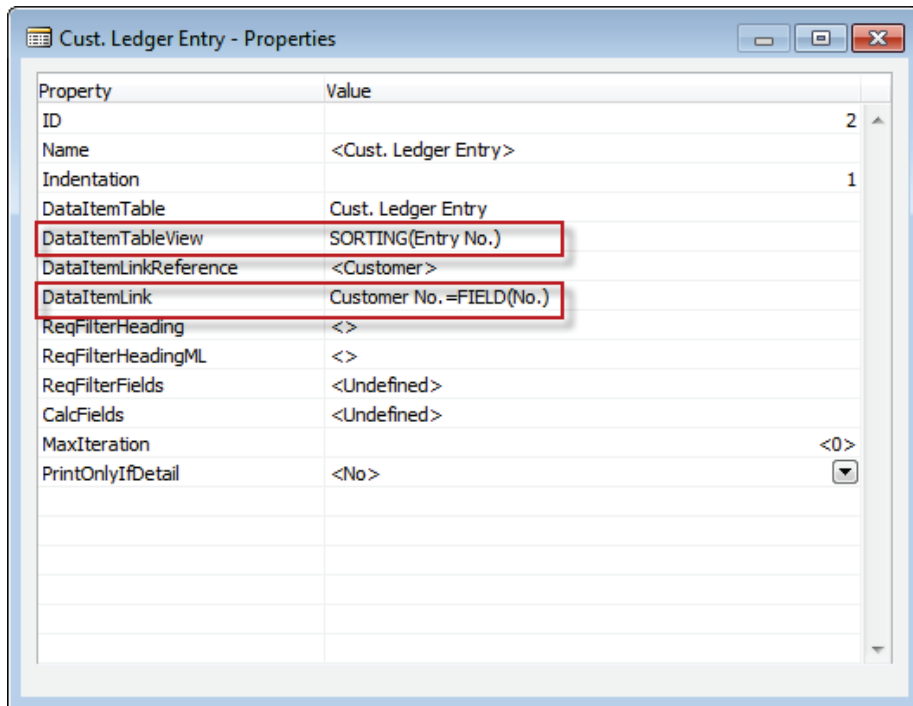 Cust. Ledger Entry - Properties
Property Value
ID 2
Name <Cust. Ledger Entry>
Indentation 1
DataItemTable Cust. Ledger Entry
DataItemTableView SORTING(Entry No.)
DataItemLinkReference <Customer>
DataItemLink Customer No.=FIELD(No.)
ReqFilterHeading <>
ReqFilterHeadingML <>
ReqFilterFields <Undefined>
CalcFields <Undefined>
MaxIteration <0>
PrintOnlyIfDetail <No>